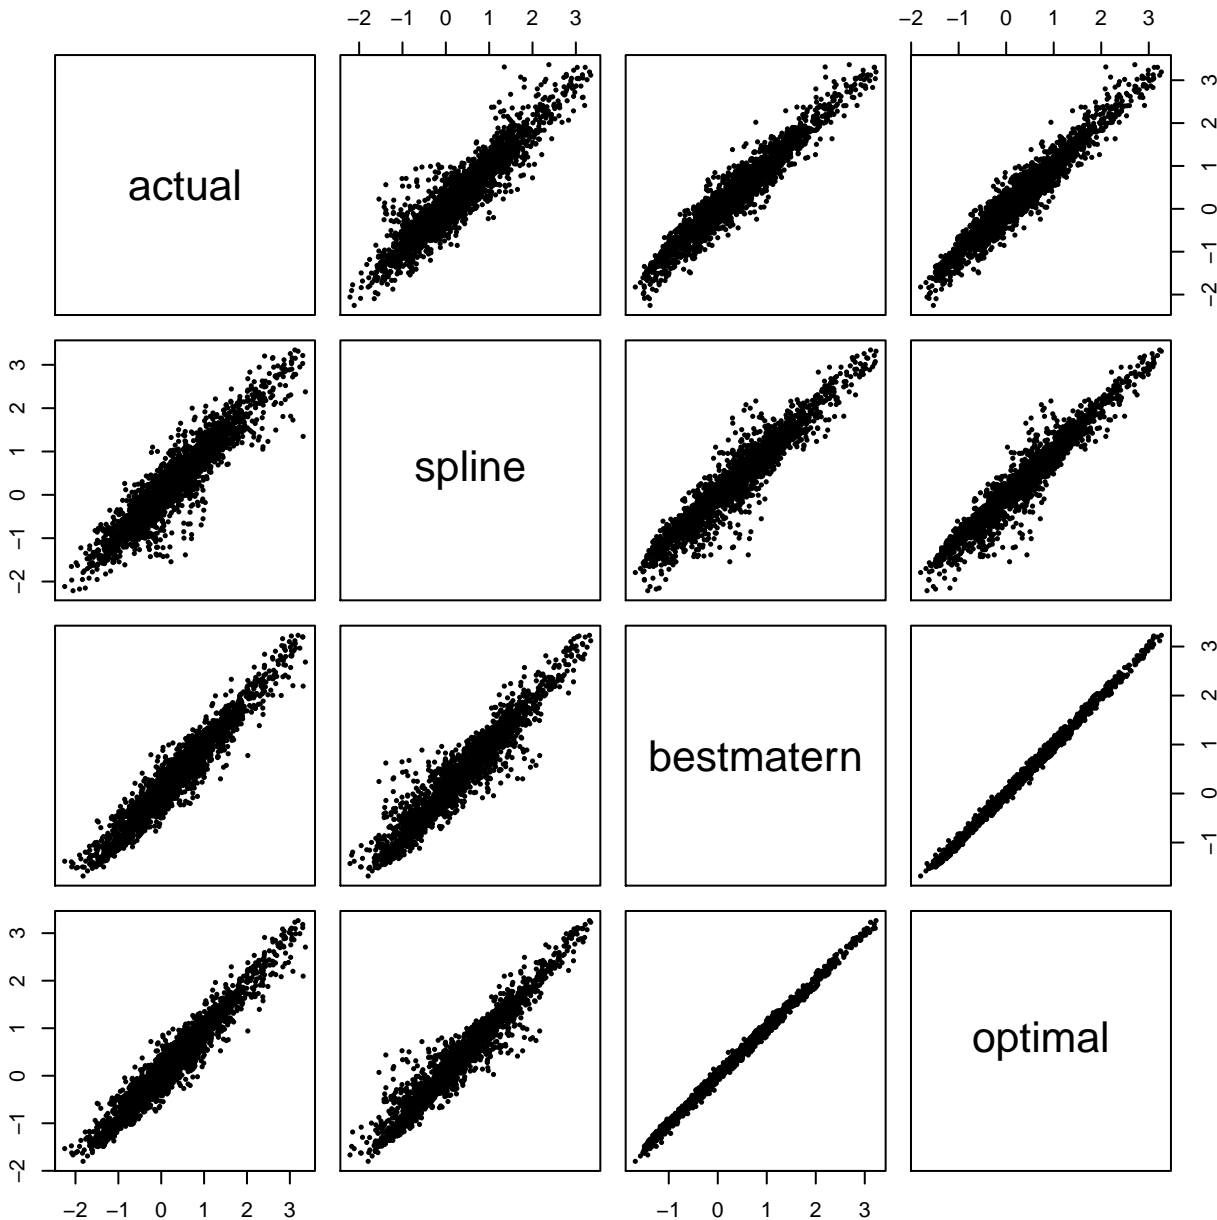 −2 −1 0 1 2 3 −2 −1 0 1 2 3
actual
−2 −1 0 1 2 3
−2 −1 0 1 2 3
spline
bestmatern
−1 0 1 2 3
−2 −1 0 1 2 3
optimal
−2 −1 0 1 2 3 −1 0 1 2 3